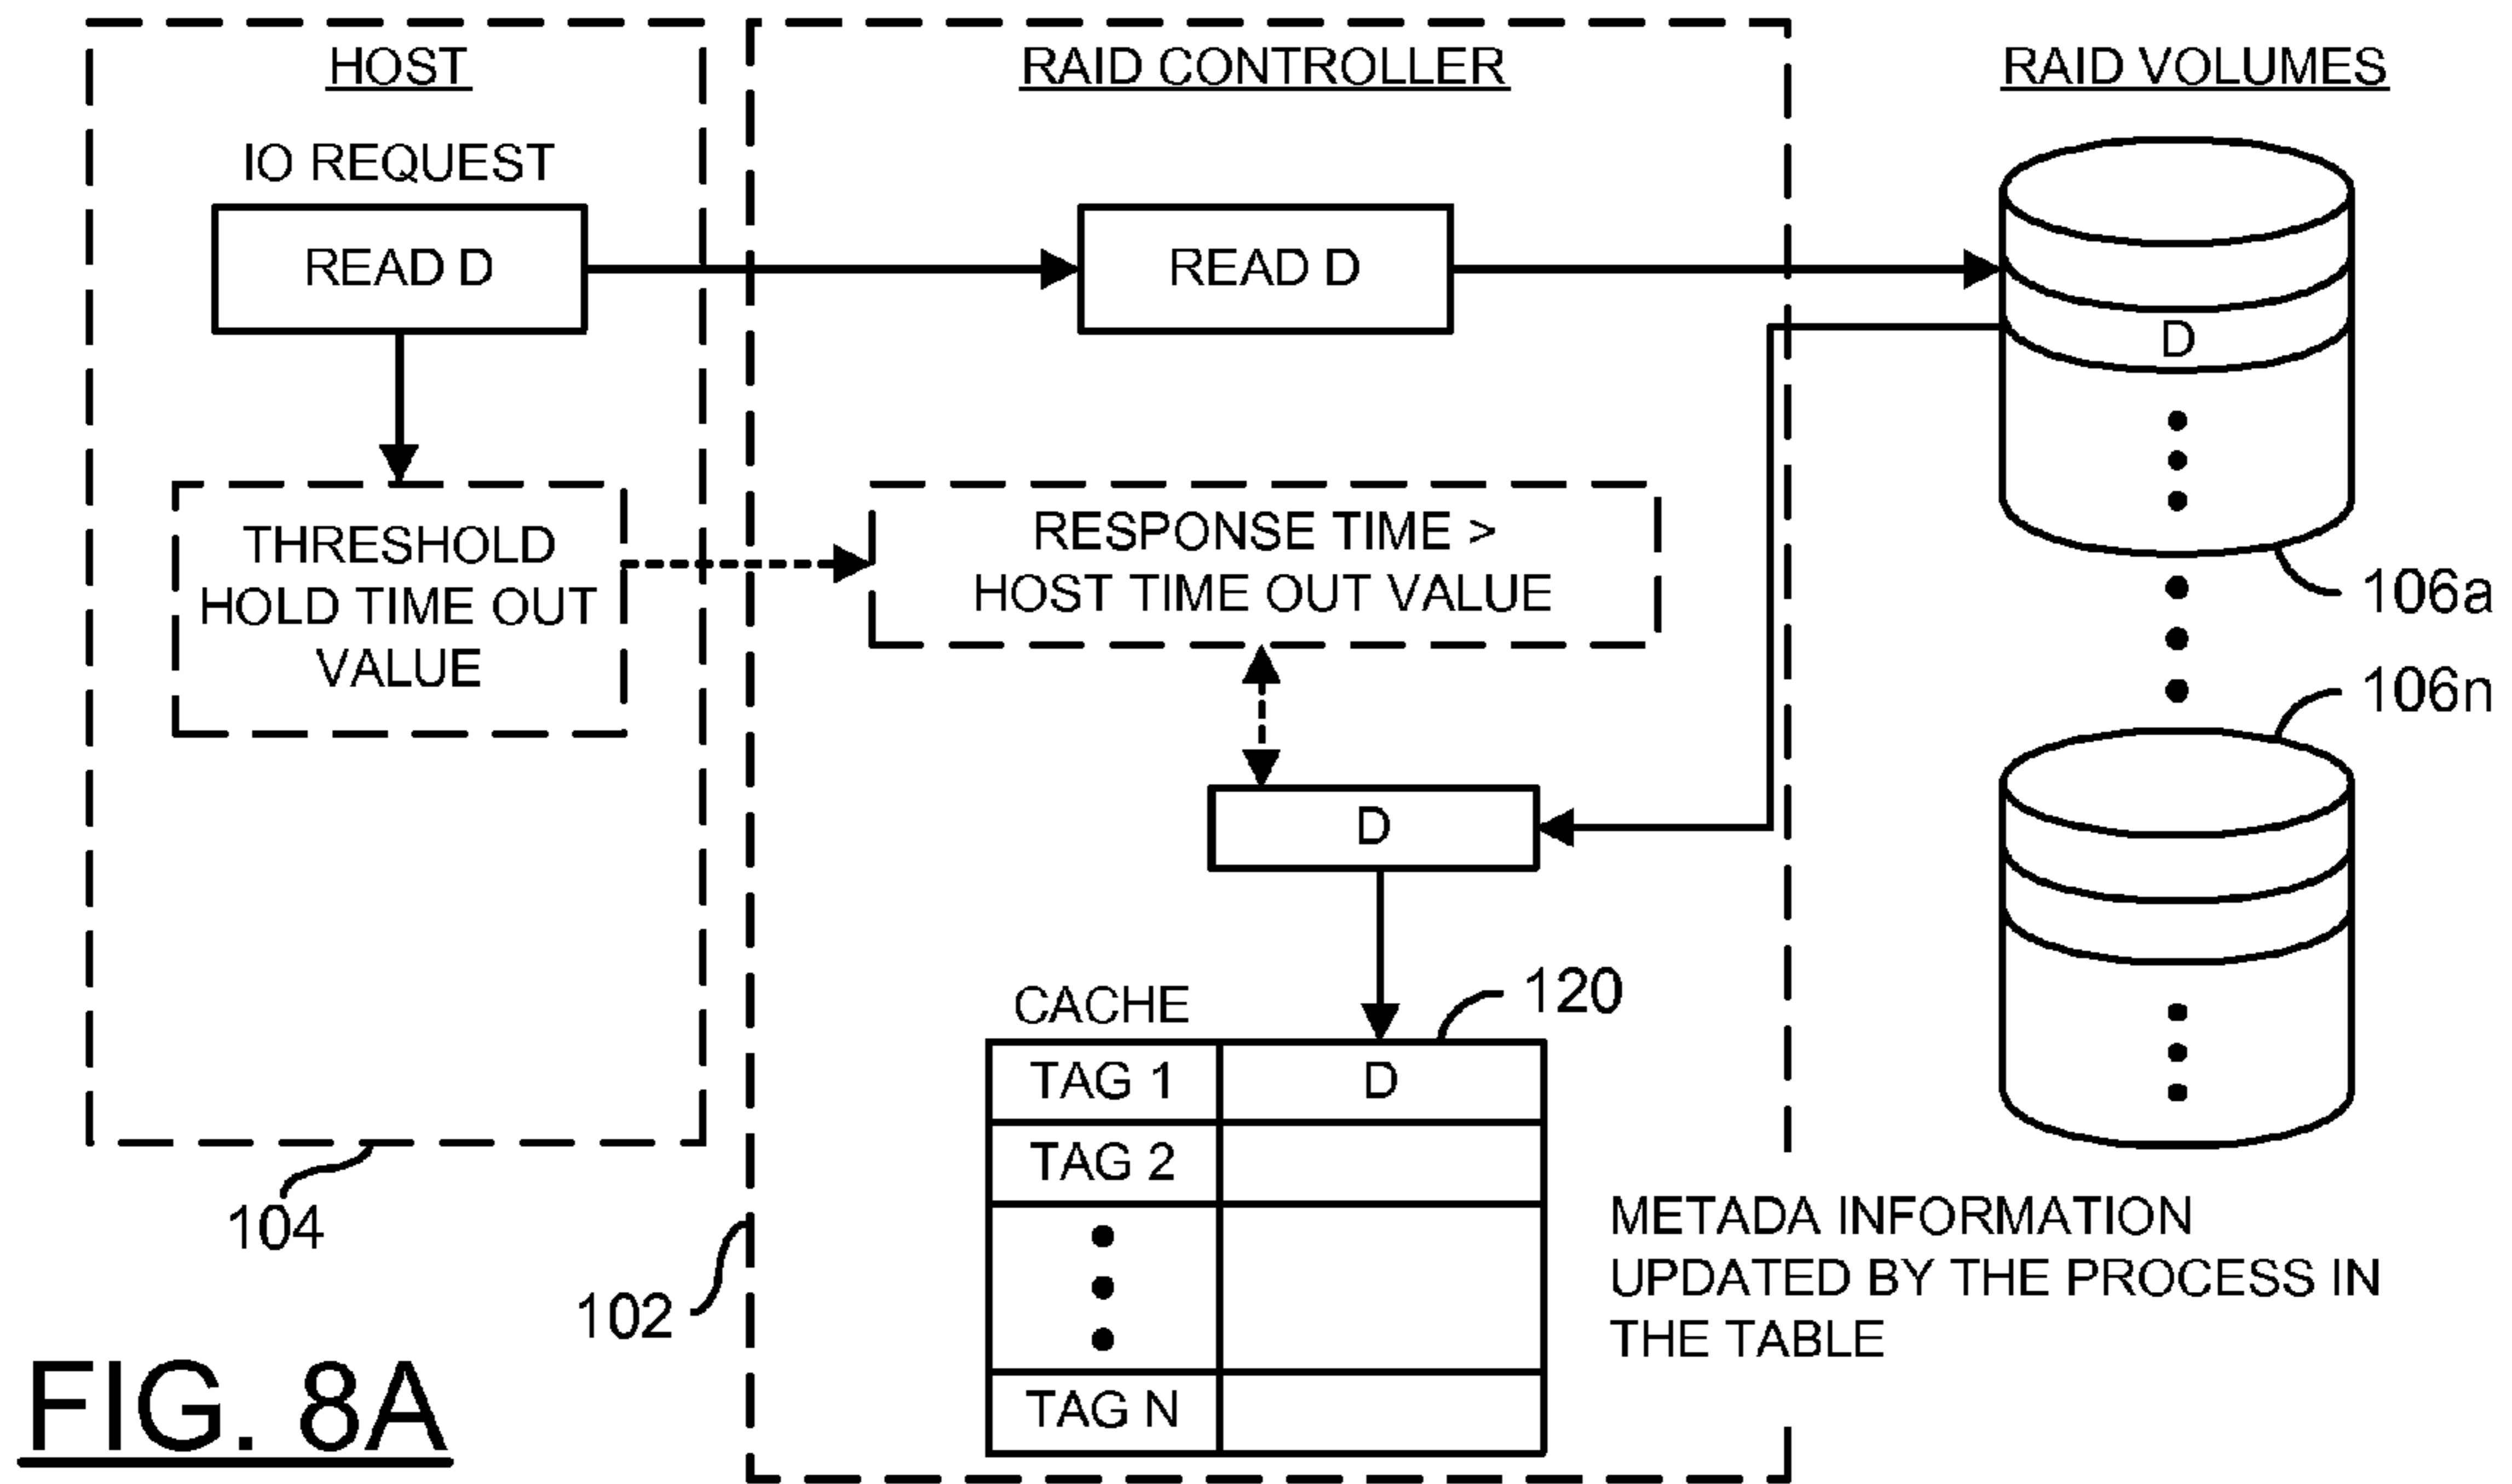 HOST
RAID CONTROLLER
RAID VOLUMES
IO REQUEST
READ D
READ D
D
THRESHOLD
HOLD TIME OUT
VALUE
RESPONSE TIME >
HOST TIME OUT VALUE
106a
106n
D
CACHE
120
TAG 1
D
TAG 2
TAG N
104
102
METADA INFORMATION
UPDATED BY THE PROCESS IN
THE TABLE
FIG. 8A